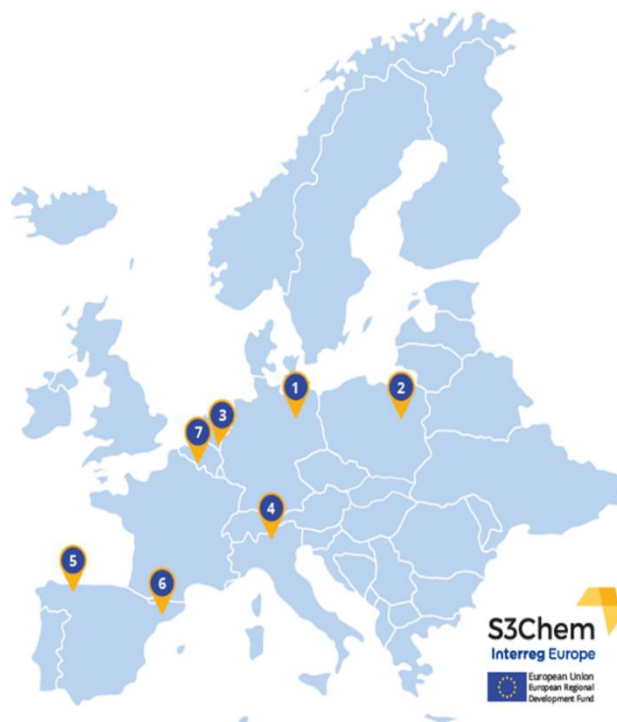 1
2
3
7
4
5
6
S3Chem
Interreg Europe
European Union
European Regional
Development Fund